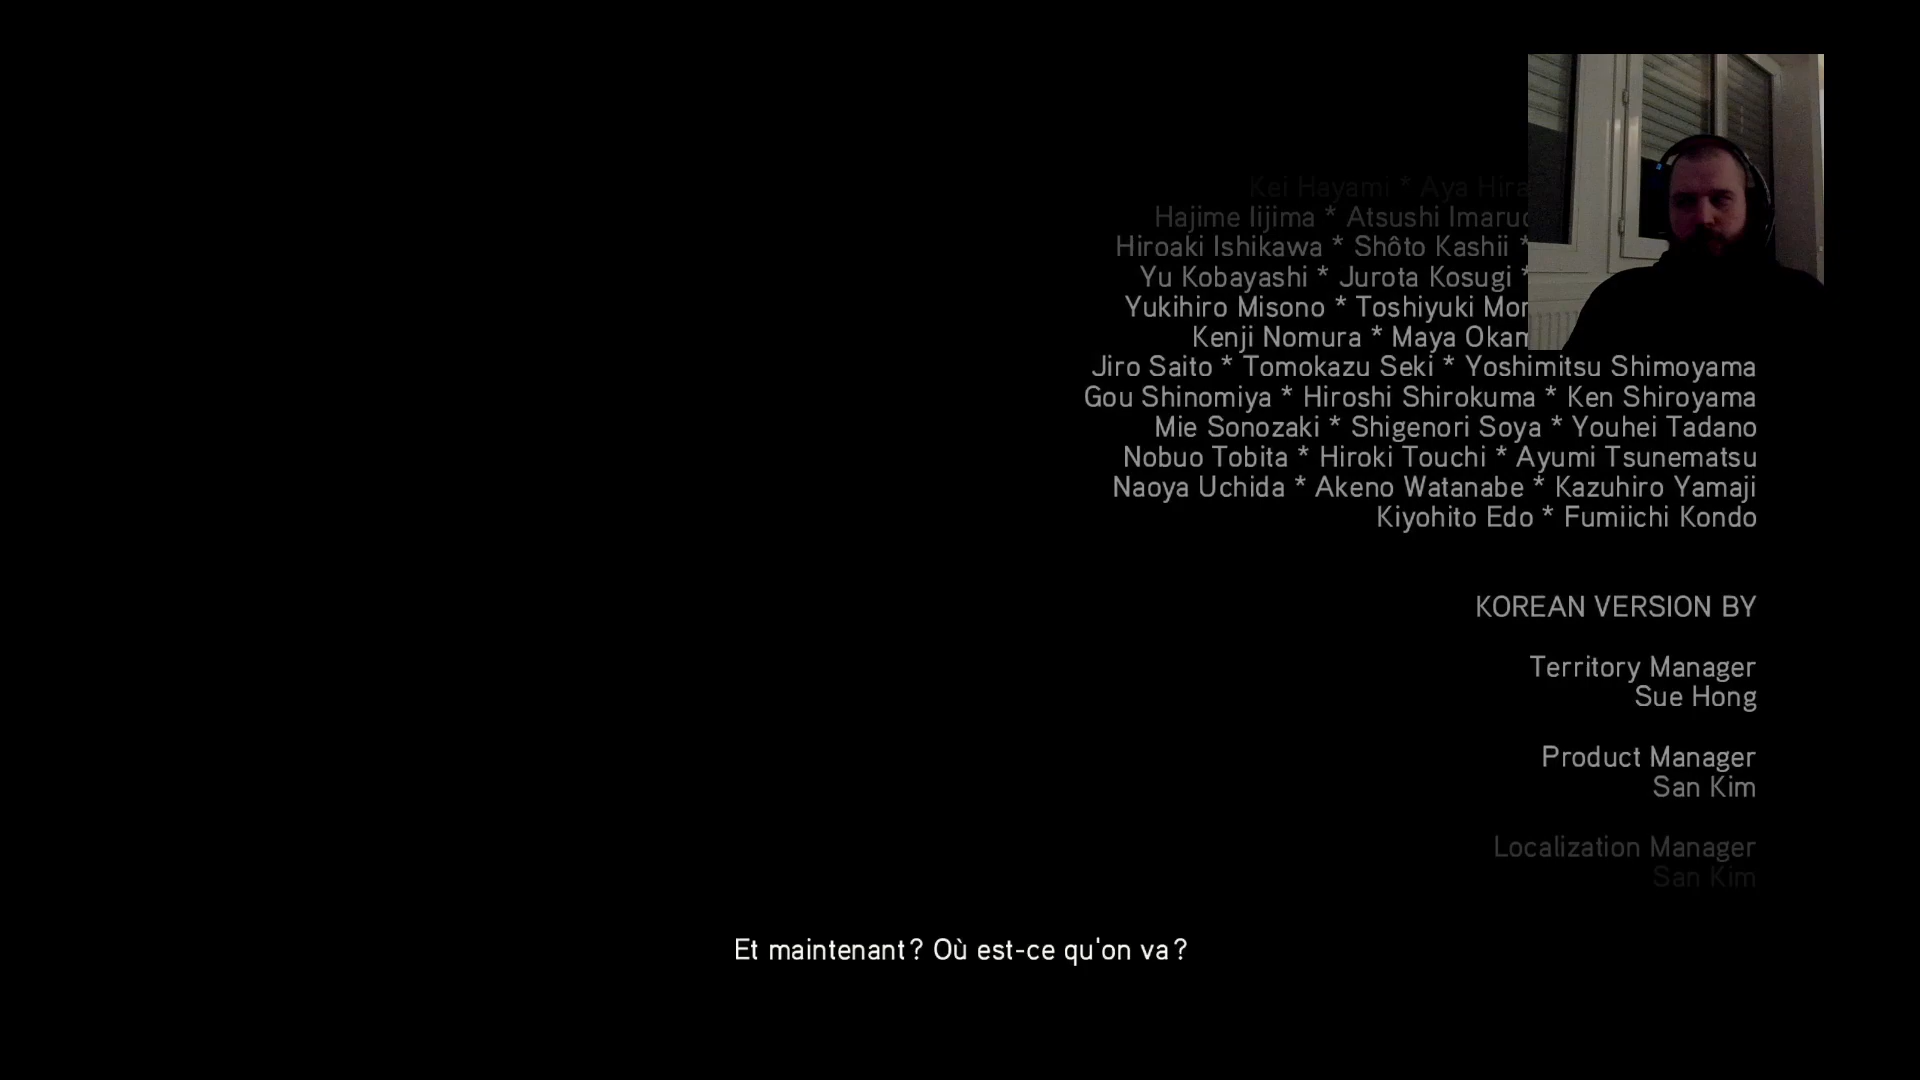 Kei Hayami * Aya
Hajime Iijima * Atsushi
Hiroaki Ishikawa * Shôto Kashii *
Yu Kobayashi * Jurota Kosugi *
Yukihiro Misono * Toshiyuki
Kenji Nomura * Maya
Jiro Saito * Tomokazu Seki * Yoshimitsu Shimoyama
Gou Shinomiya * Hiroshi Shirokuma * Ken Shiroyama
Mie Sonozaki * Shigenori Soya * Youhei Tadano
Nobuo Tobita * Hiroki Touchi * Ayumi Tsunematsu
Naoya Uchida * Akeno Watanabe * Kazuhiro Yamaji
Kiyohito Edo * Fumiichi Kondo
KOREAN VERSION BY
Territory Manager
Sue Hong
Product Manager
San Kim
Localization Manager
San Kim
Et maintenant? Où est-ce qu'on va?